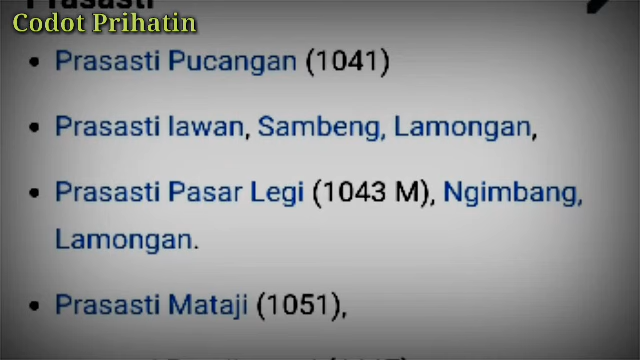 Prasasti
Codot Prihatin
• Prasasti Pucangan (1041)
• Prasasti lawan, Sambeng, Lamongan,
• Prasasti Pasar Legi (1043 M), Ngimbang,
Lamongan.
• Prasasti Mataji (1051),